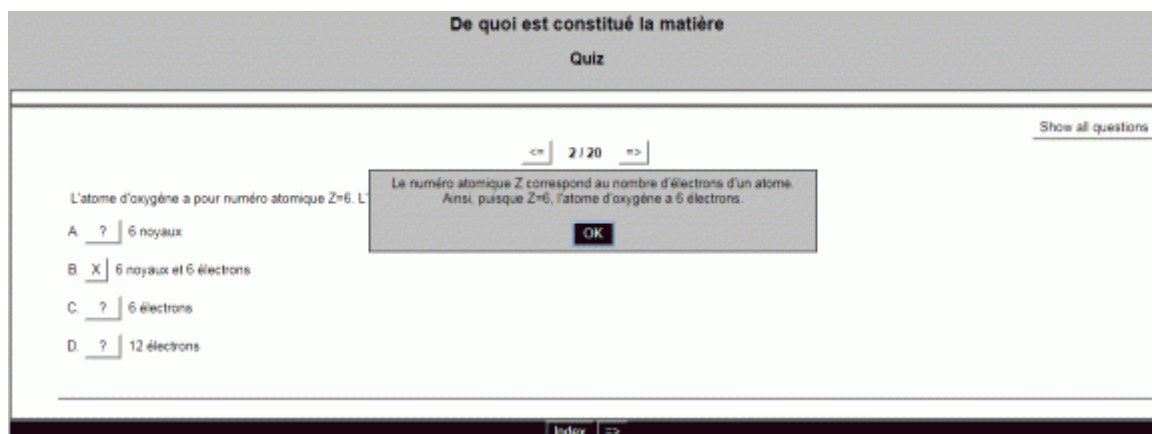 De quoi est constitué la matière
Quiz
Show all questions
<= 2 / 20 =>
Le numéro atomique Z correspond au nombre d'électrons d'un atome.
Ainsi, puisque Z=6, l'atome d'oxygène a 6 électrons.
OK
L'atome d'oxygène a pour numéro atomique Z=6. L'
A. ? 6 noyaux
B. X 6 noyaux et 6 électrons
C. ? 6 électrons
D. ? 12 électrons
Index =>